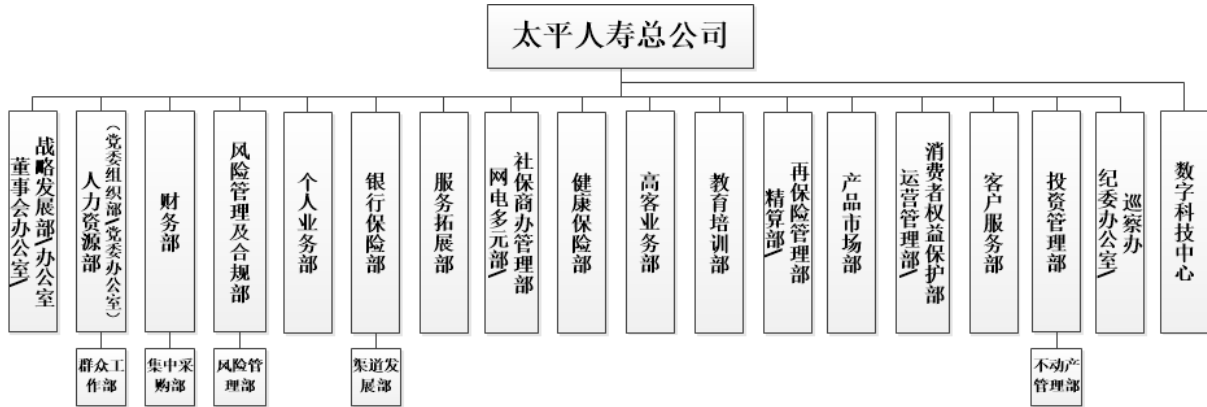 太平人寿总公司
董事会办公室\
战略发展部\办公室
人力资源部
（党委组织部\党委办公室）
财务部
风险管理及合规部
个人业务部
银行保险部
服务拓展部
网电多元部\
社保商办管理部
健康保险部
高客业务部
教育培训部
精算部\
再保险管理部
产品市场部
运营管理部\
消费者权益保护部
客户服务部
投资管理部
纪委办公室\
巡察办
数字科技中心
群众工
作部
集中采
购部
风险管
理部
渠道发
展部
不动产
管理部